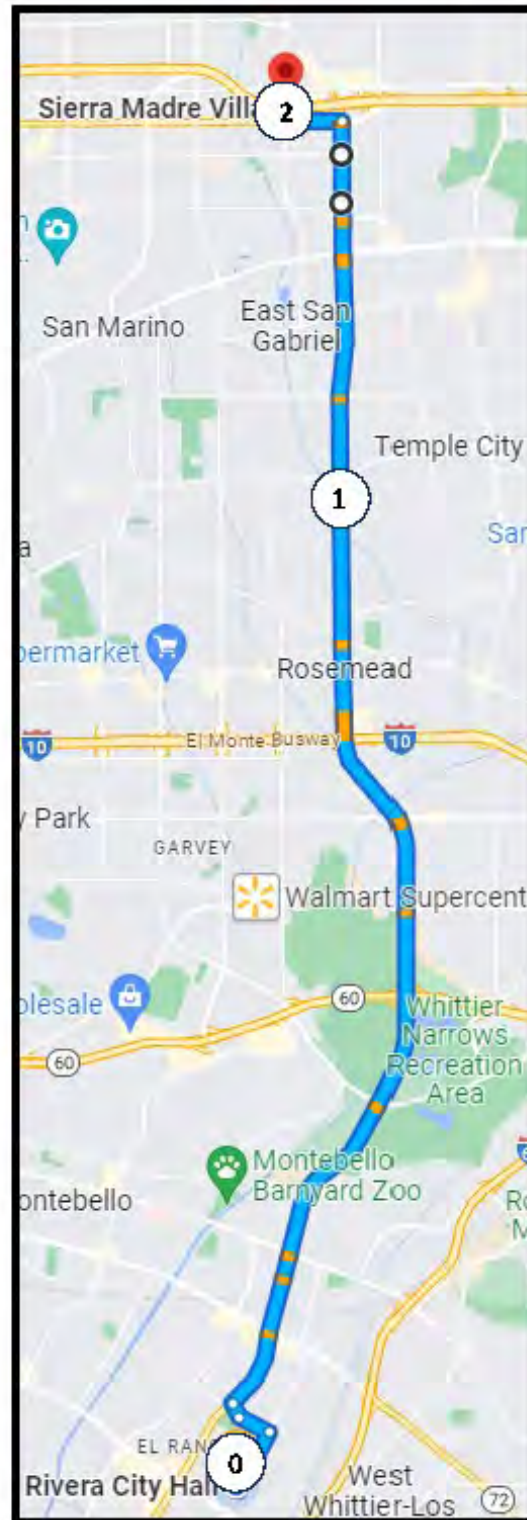 Sierra Madre Vill
2
San Marino
East San
Gabriel
Temple City
1
San
a
permarket
Rosemead
10
El Monte Busway
10
y Park
GARVEY
Walmart Supercent
olesale
60
60
Whittier
Narrows
Recreation
Area
Montebello
Barnyard Zoo
ontebello
EL RAN
0
Rivera City Hall
West
Whittier-Los
72